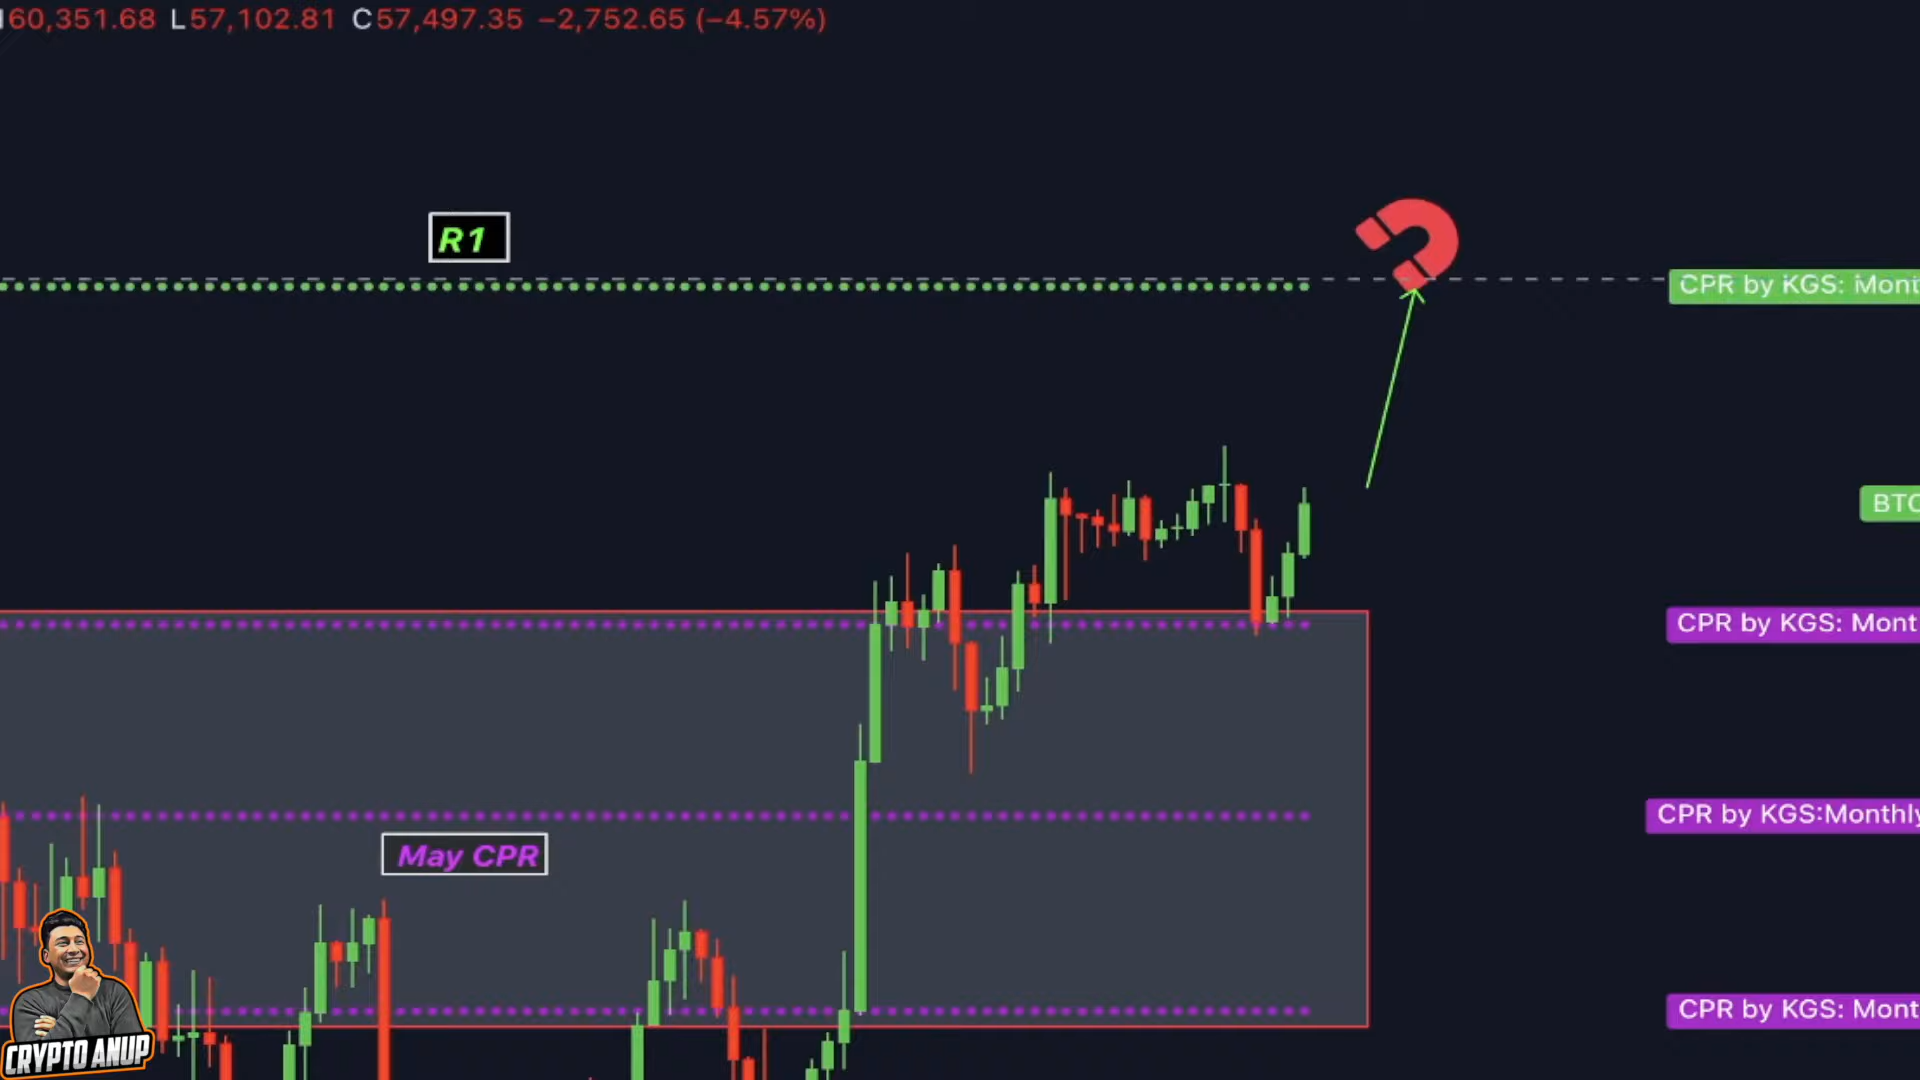 60,351.68 L57,102.81 C57,497.35 −2,752.65 (−4.57%)
R1
CPR by KGS: Mont
BTC
CPR by KGS: Mont
CPR by KGS:Monthly
May CPR
CPR by KGS: Mont
CRYPTO ANUP